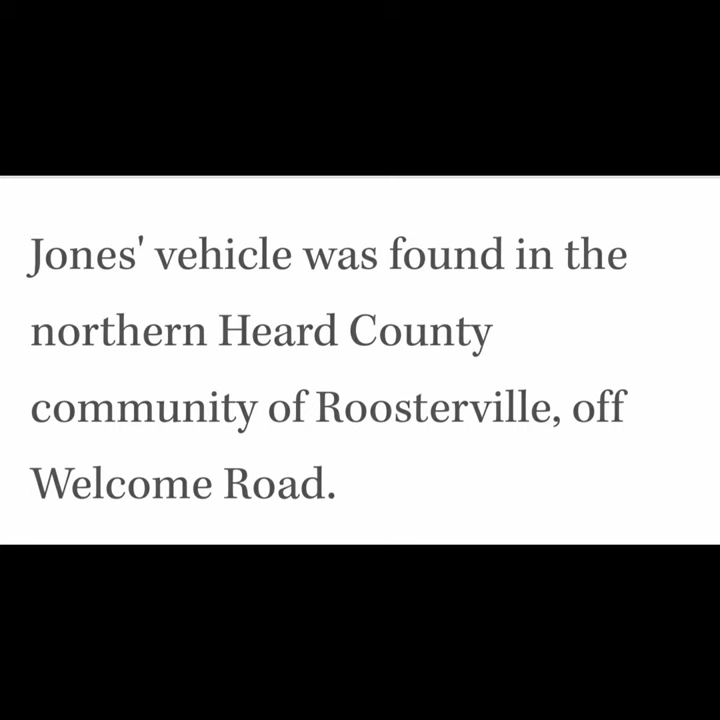 Jones' vehicle was found in the
northern Heard County
community of Roosterville, off
Welcome Road.